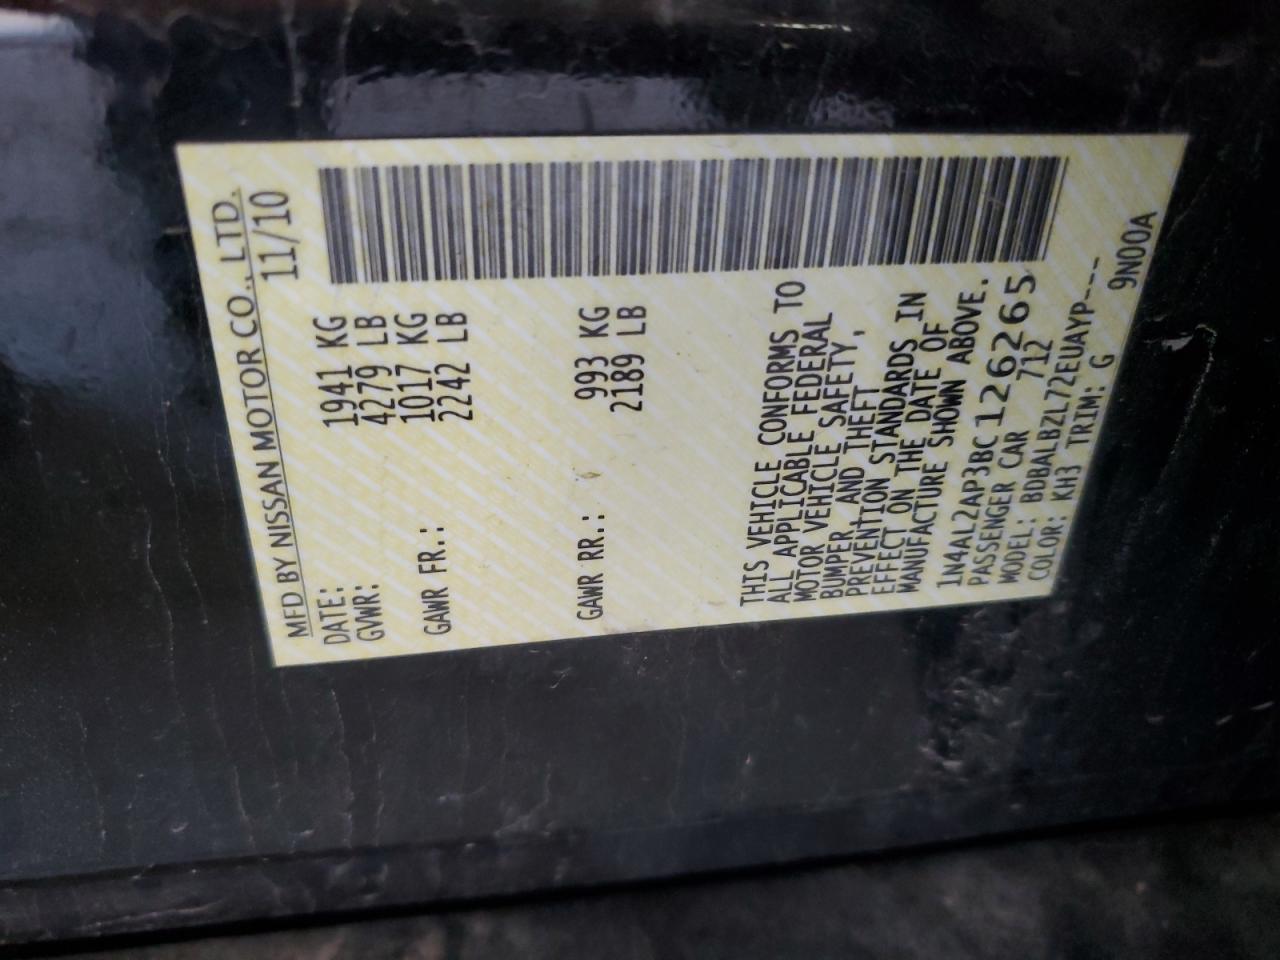 MFD BY NISSAN MOTOR CO., LTD.
DATE: 11/10
GVWR: 1941 KG
4279 LB
GAWR FR.: 1017 KG
2242 LB
GAWR RR.: 993 KG
2189 LB
THIS VEHICLE CONFORMS TO
ALL APPLICABLE FEDERAL
MOTOR VEHICLE SAFETY,
BUMPER, AND THEFT
PREVENTION STANDARDS IN
EFFECT ON THE DATE OF
MANUFACTURE SHOWN ABOVE.
1N4AL2AP3BC126265
PASSENGER CAR 712
MODEL: BDBALBZL72EUAYP----
COLOR: KH3 TRIM: G 9N00A